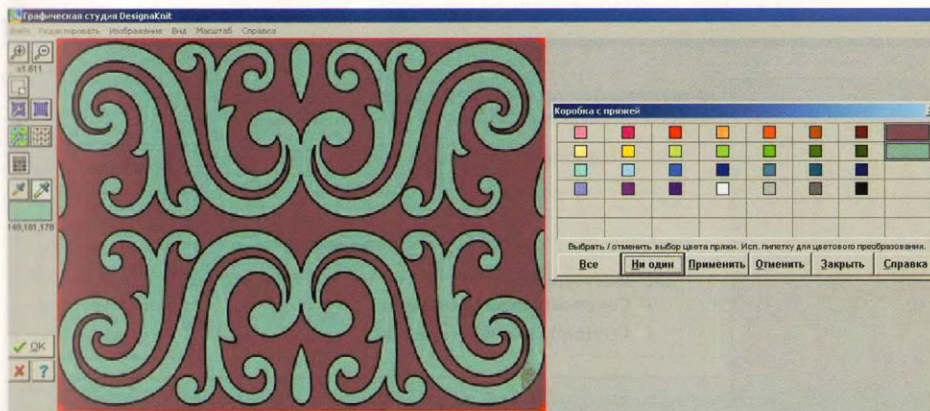 Графическая студия DesignaKnit
Файл Редактировать Изображение Вид Масштаб Справка
x1.611
149,181,178
OK
?
Коробка с пряжей
Выбрать / отменить выбор цвета пряжи. Исп. пипетку для цветового преобразования.
Все Ни один Применить Отменить Закрыть Справка